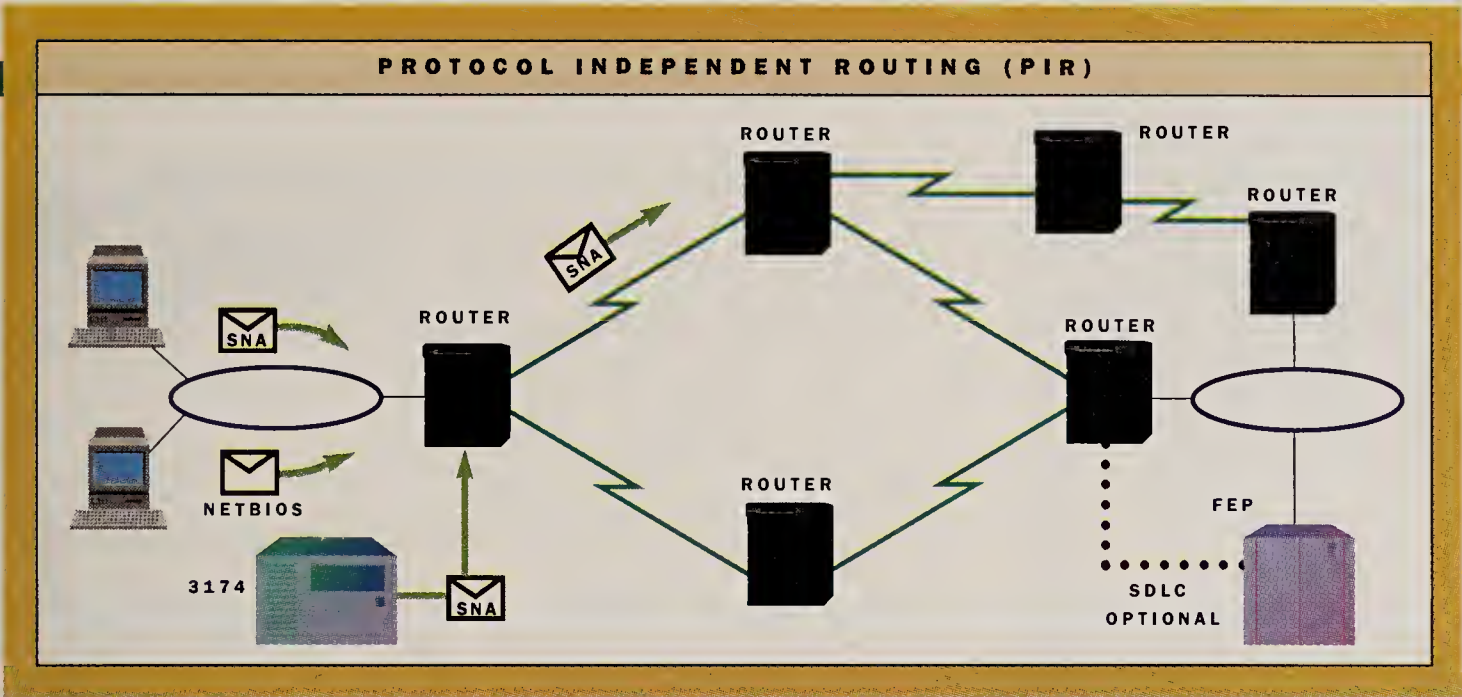 PROTOCOL INDEPENDENT ROUTING (PIR)
ROUTER
ROUTER
ROUTER
SNA
SNA
ROUTER
ROUTER
NETBIOS
ROUTER
FEP
3174
SNA
SDLC
OPTIONAL